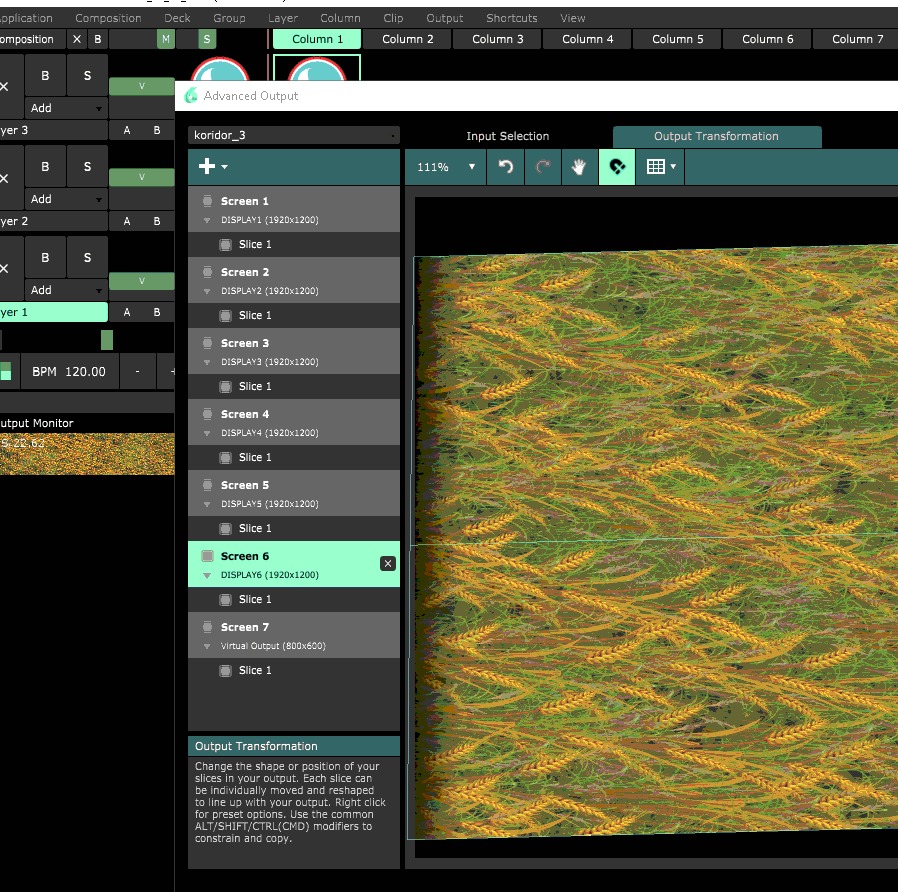 Application Composition Deck Group Layer Column Clip Output Shortcuts View
omposition X B M S Column 1 Column 2 Column 3 Column 4 Column 5 Column 6 Column 7
B S V
Add
yer 3 A B
B S V
Add
yer 2 A B
B S V
Add
yer 1 A B
BPM 120.00 - +
utput Monitor
S 22.63
Advanced Output
koridor_3
Input Selection Output Transformation
111%
Screen 1
DISPLAY1 (1920x1200)
Slice 1
Screen 2
DISPLAY2 (1920x1200)
Slice 1
Screen 3
DISPLAY3 (1920x1200)
Slice 1
Screen 4
DISPLAY4 (1920x1200)
Slice 1
Screen 5
DISPLAY5 (1920x1200)
Slice 1
Screen 6
DISPLAY6 (1920x1200)
Slice 1
Screen 7
Virtual Output (800x600)
Slice 1
Output Transformation
Change the shape or position of your
slices in your output. Each slice can
be individually moved and reshaped
to line up with your output. Right click
for preset options. Use the common
ALT/SHIFT/CTRL(CMD) modifiers to
constrain and copy.